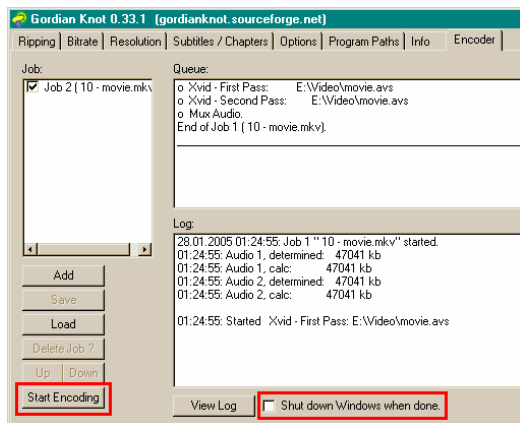 Gordian Knot 0.33.1 (gordianknot.sourceforge.net)
Ripping Bitrate Resolution Subtitles / Chapters Options Program Paths Info Encoder
Job:
Job 2 ( 10 - movie.mkv
Queue:
o Xvid - First Pass: E:\Video\movie.avs
o Xvid - Second Pass: E:\Video\movie.avs
o Mux Audio.
End of Job 1 ( 10 - movie.mkv).
Log:
28.01.2005 01:24:55: Job 1 '' 10 - movie.mkv'' started.
01:24:55: Audio 1, determined: 47041 kb
01:24:55: Audio 1, calc: 47041 kb
01:24:55: Audio 2, determined: 47041 kb
01:24:55: Audio 2, calc: 47041 kb
01:24:55: Started Xvid - First Pass: E:\Video\movie.avs
Add
Save
Load
Delete Job ?
Up Down
Start Encoding
View Log
Shut down Windows when done.